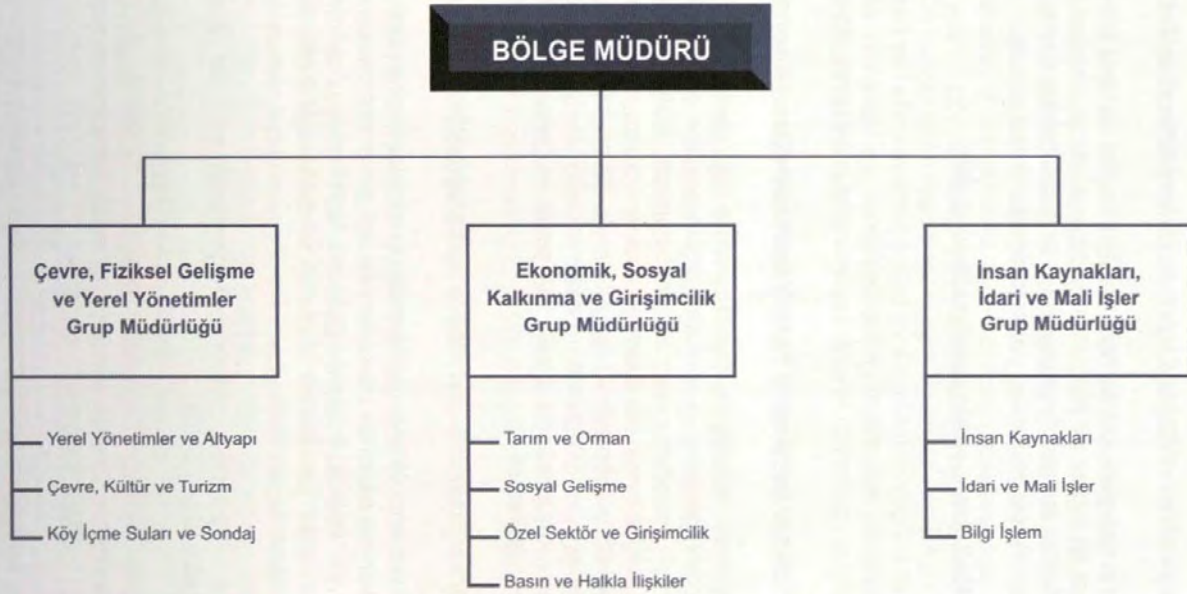 BÖLGE MÜDÜRÜ
Çevre, Fiziksel Gelişme
ve Yerel Yönetimler
Grup Müdürlüğü
Yerel Yönetimler ve Altyapı
Çevre, Kültür ve Turizm
Köy İçme Suları ve Sondaj
Ekonomik, Sosyal
Kalkınma ve Girişimcilik
Grup Müdürlüğü
Tarım ve Orman
Sosyal Gelişme
Özel Sektör ve Girişimcilik
Basın ve Halkla İlişkiler
İnsan Kaynakları,
İdari ve Mali İşler
Grup Müdürlüğü
İnsan Kaynakları
İdari ve Mali İşler
Bilgi İşlem